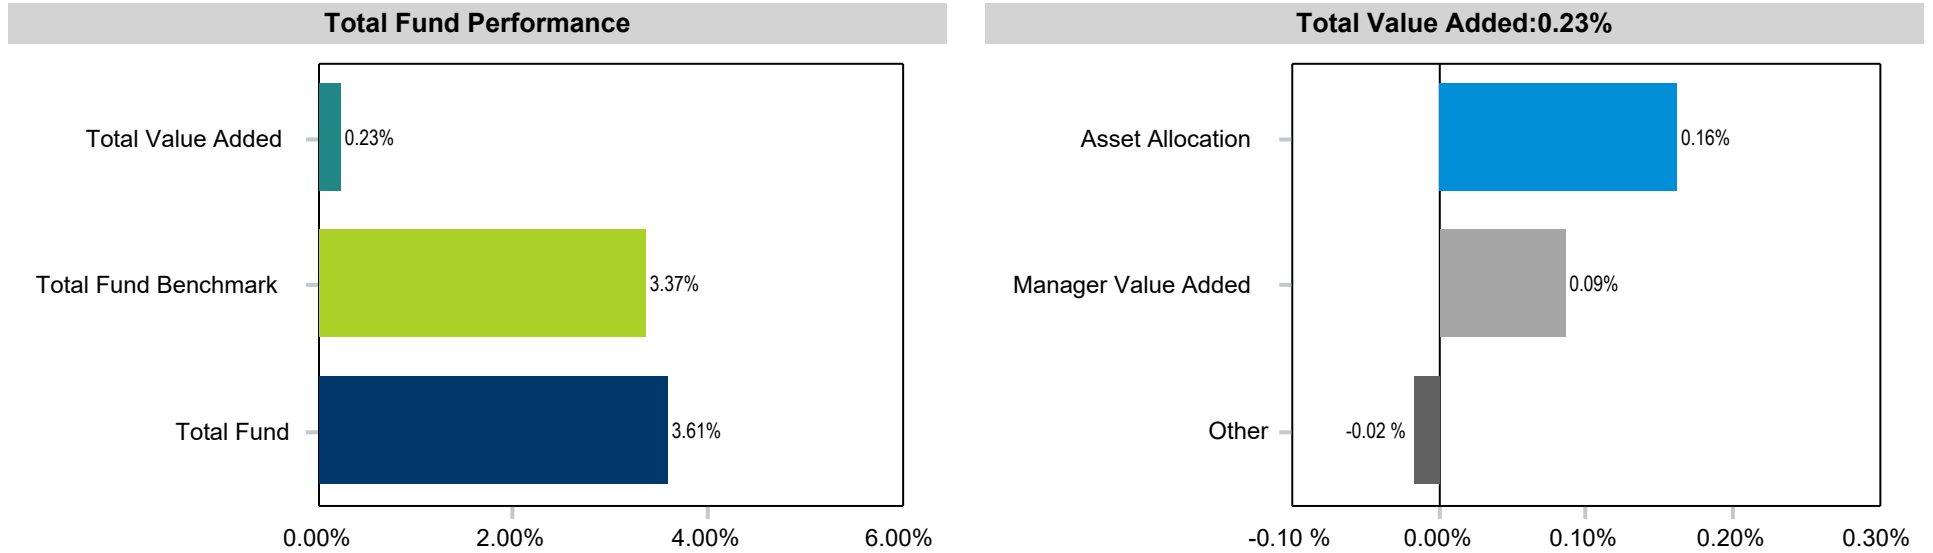 Total Fund Performance
Total Value Added
0.23%
Total Fund Benchmark
3.37%
Total Fund
3.61%
0.00% 2.00% 4.00% 6.00%
Total Value Added:0.23%
Asset Allocation
0.16%
Manager Value Added
0.09%
Other
-0.02 %
-0.10 % 0.00% 0.10% 0.20% 0.30%